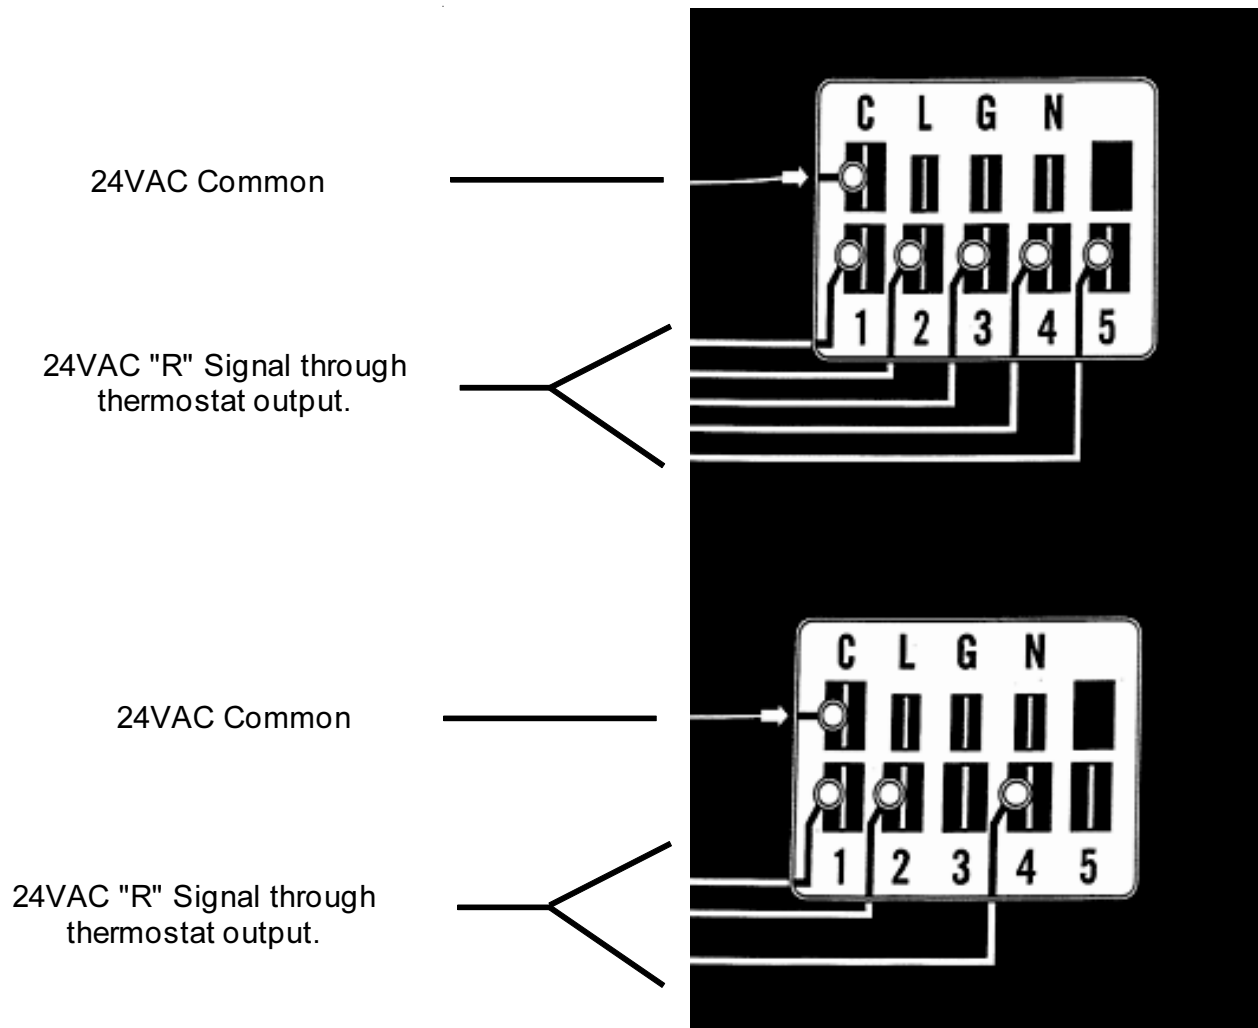 C L G N
24VAC Common
1 2 3 4 5
24VAC "R" Signal through
thermostat output.
C L G N
24VAC Common
1 2 3 4 5
24VAC "R" Signal through
thermostat output.